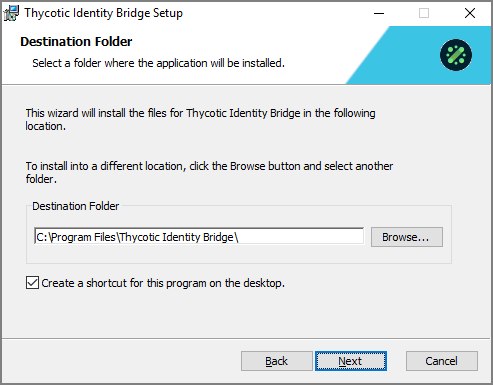 Thycotic Identity Bridge Setup
Destination Folder
Select a folder where the application will be installed.
This wizard will install the files for Thycotic Identity Bridge in the following
location.
To install into a different location, click the Browse button and select another
folder.
Destination Folder
C:\Program Files\Thycotic Identity Bridge\
Browse...
Create a shortcut for this program on the desktop.
Back
Next
Cancel